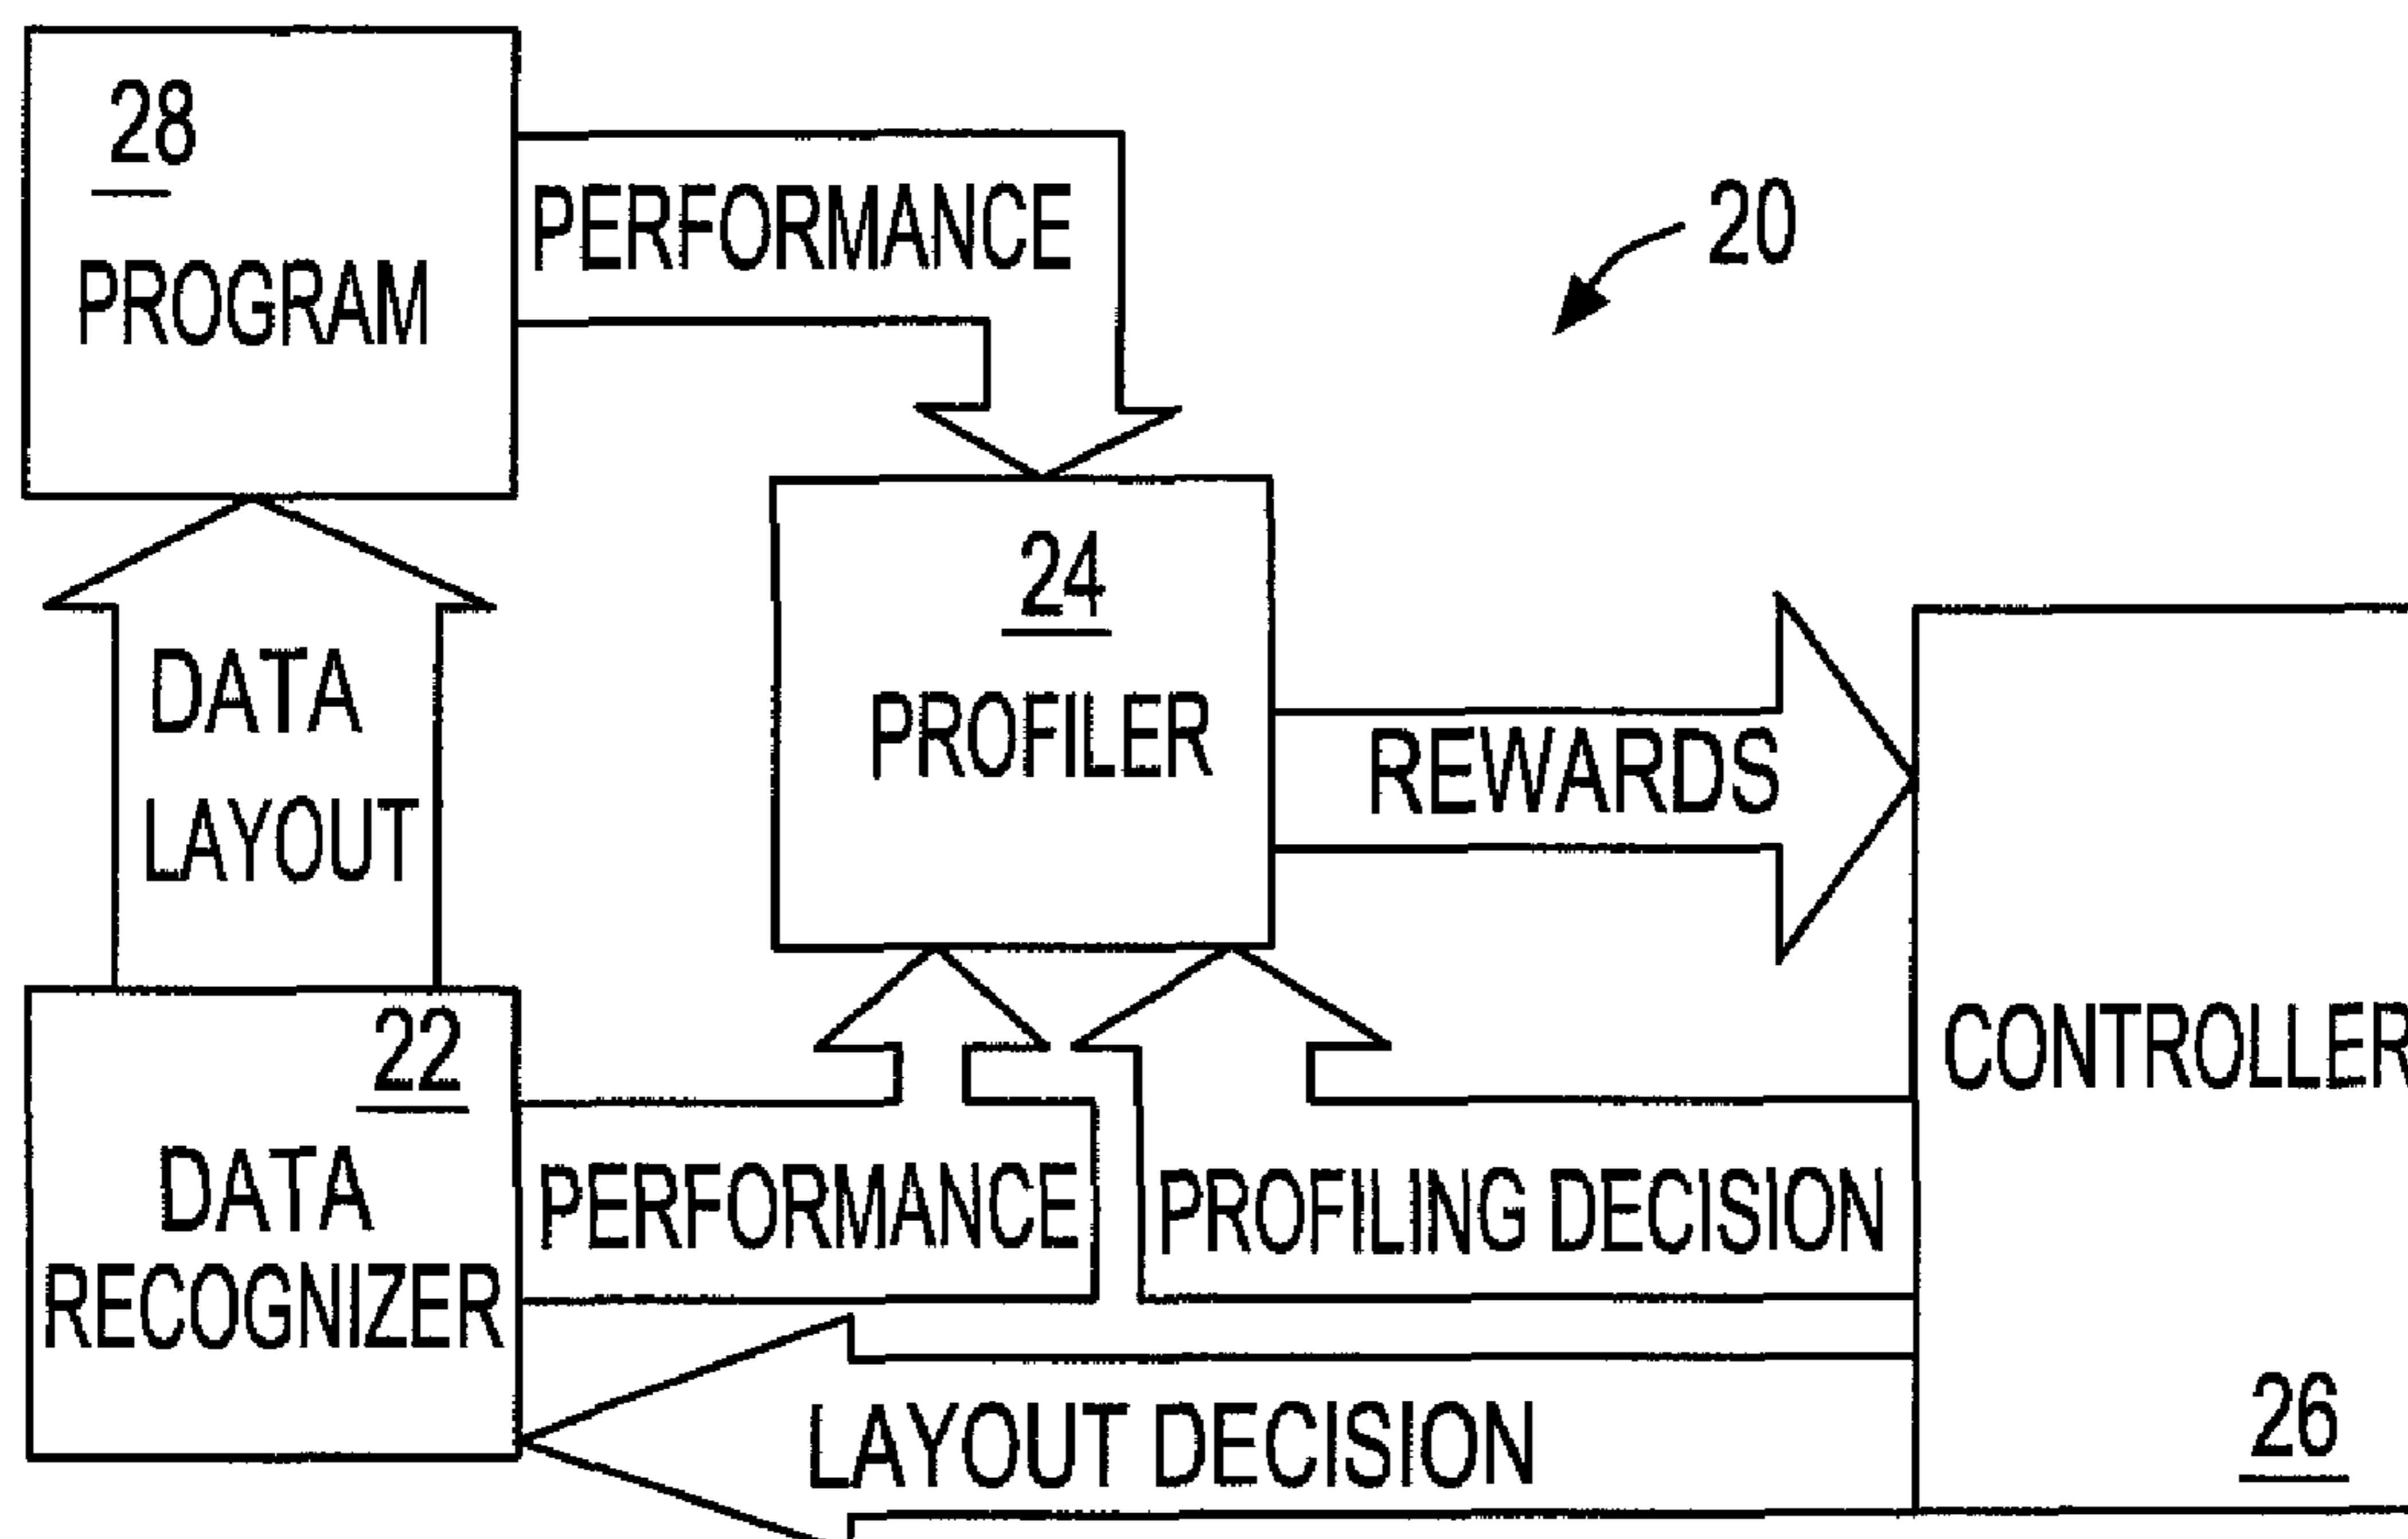 28
PROGRAM
PERFORMANCE
20
24
PROFILER
DATA
LAYOUT
REWARDS
CONTROLLER
22
DATA
RECOGNIZER
PERFORMANCE
PROFILING DECISION
LAYOUT DECISION
26